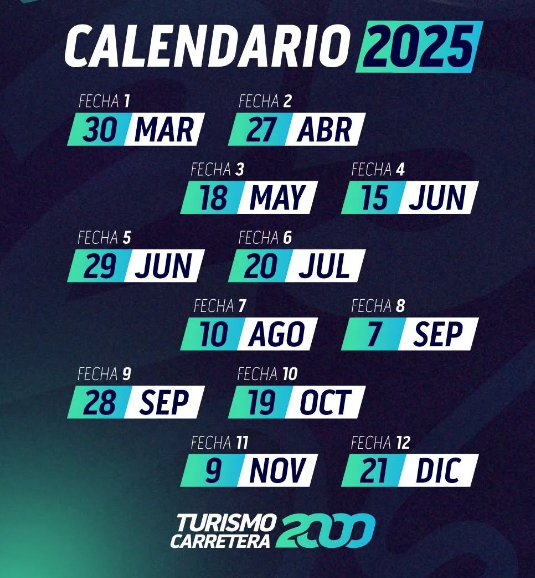 CALENDARIO 2025
FECHA 1 FECHA 2
30 MAR 27 ABR
FECHA 3 FECHA 4
18 MAY 15 JUN
FECHA 5 FECHA 6
29 JUN 20 JUL
FECHA 7 FECHA 8
10 AGO 7 SEP
FECHA 9 FECHA 10
28 SEP 19 OCT
FECHA 11 FECHA 12
9 NOV 21 DIC
TURISMO
CARRETERA 2000